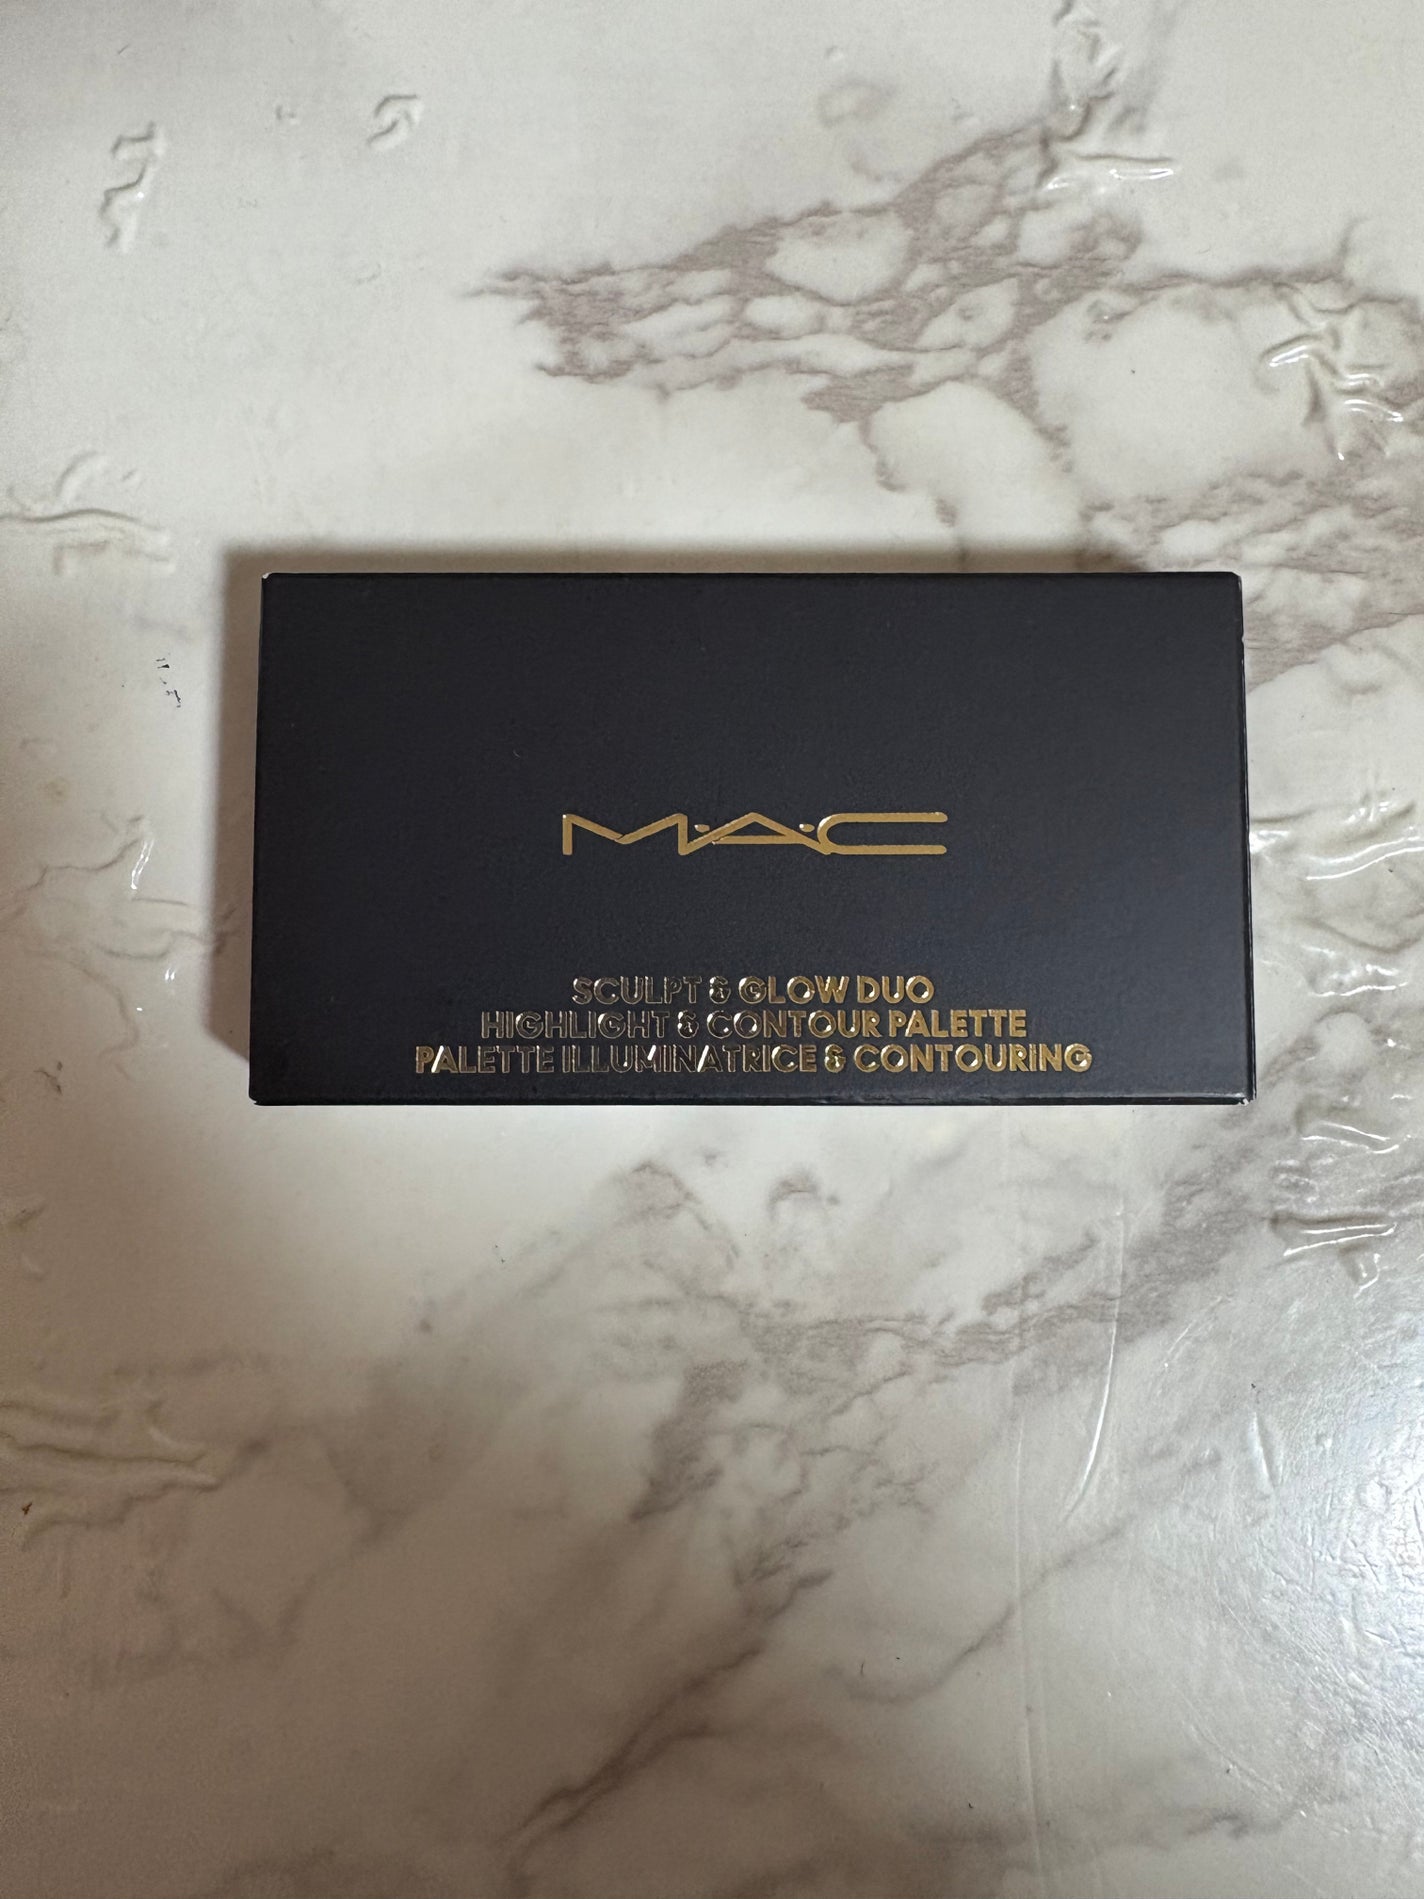 M·A·C
SCULPT & GLOW DUO
HIGHLIGHT & CONTOUR PALETTE
PALETTE ILLUMINATRICE & CONTOURING